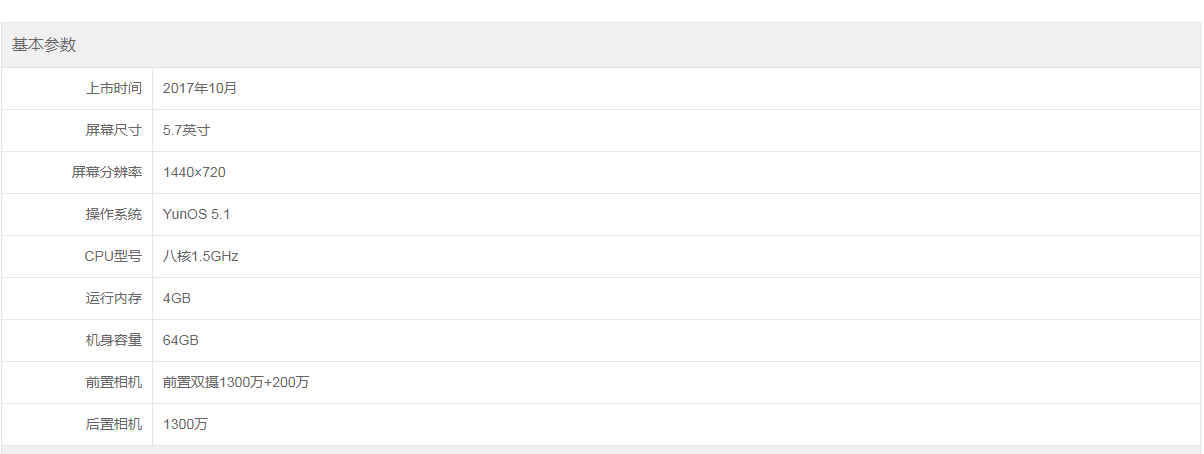 基本参数
上市时间 2017年10月
屏幕尺寸 5.7英寸
屏幕分辨率 1440×720
操作系统 YunOS 5.1
CPU型号 八核1.5GHz
运行内存 4GB
机身容量 64GB
前置相机 前置双摄1300万+200万
后置相机 1300万